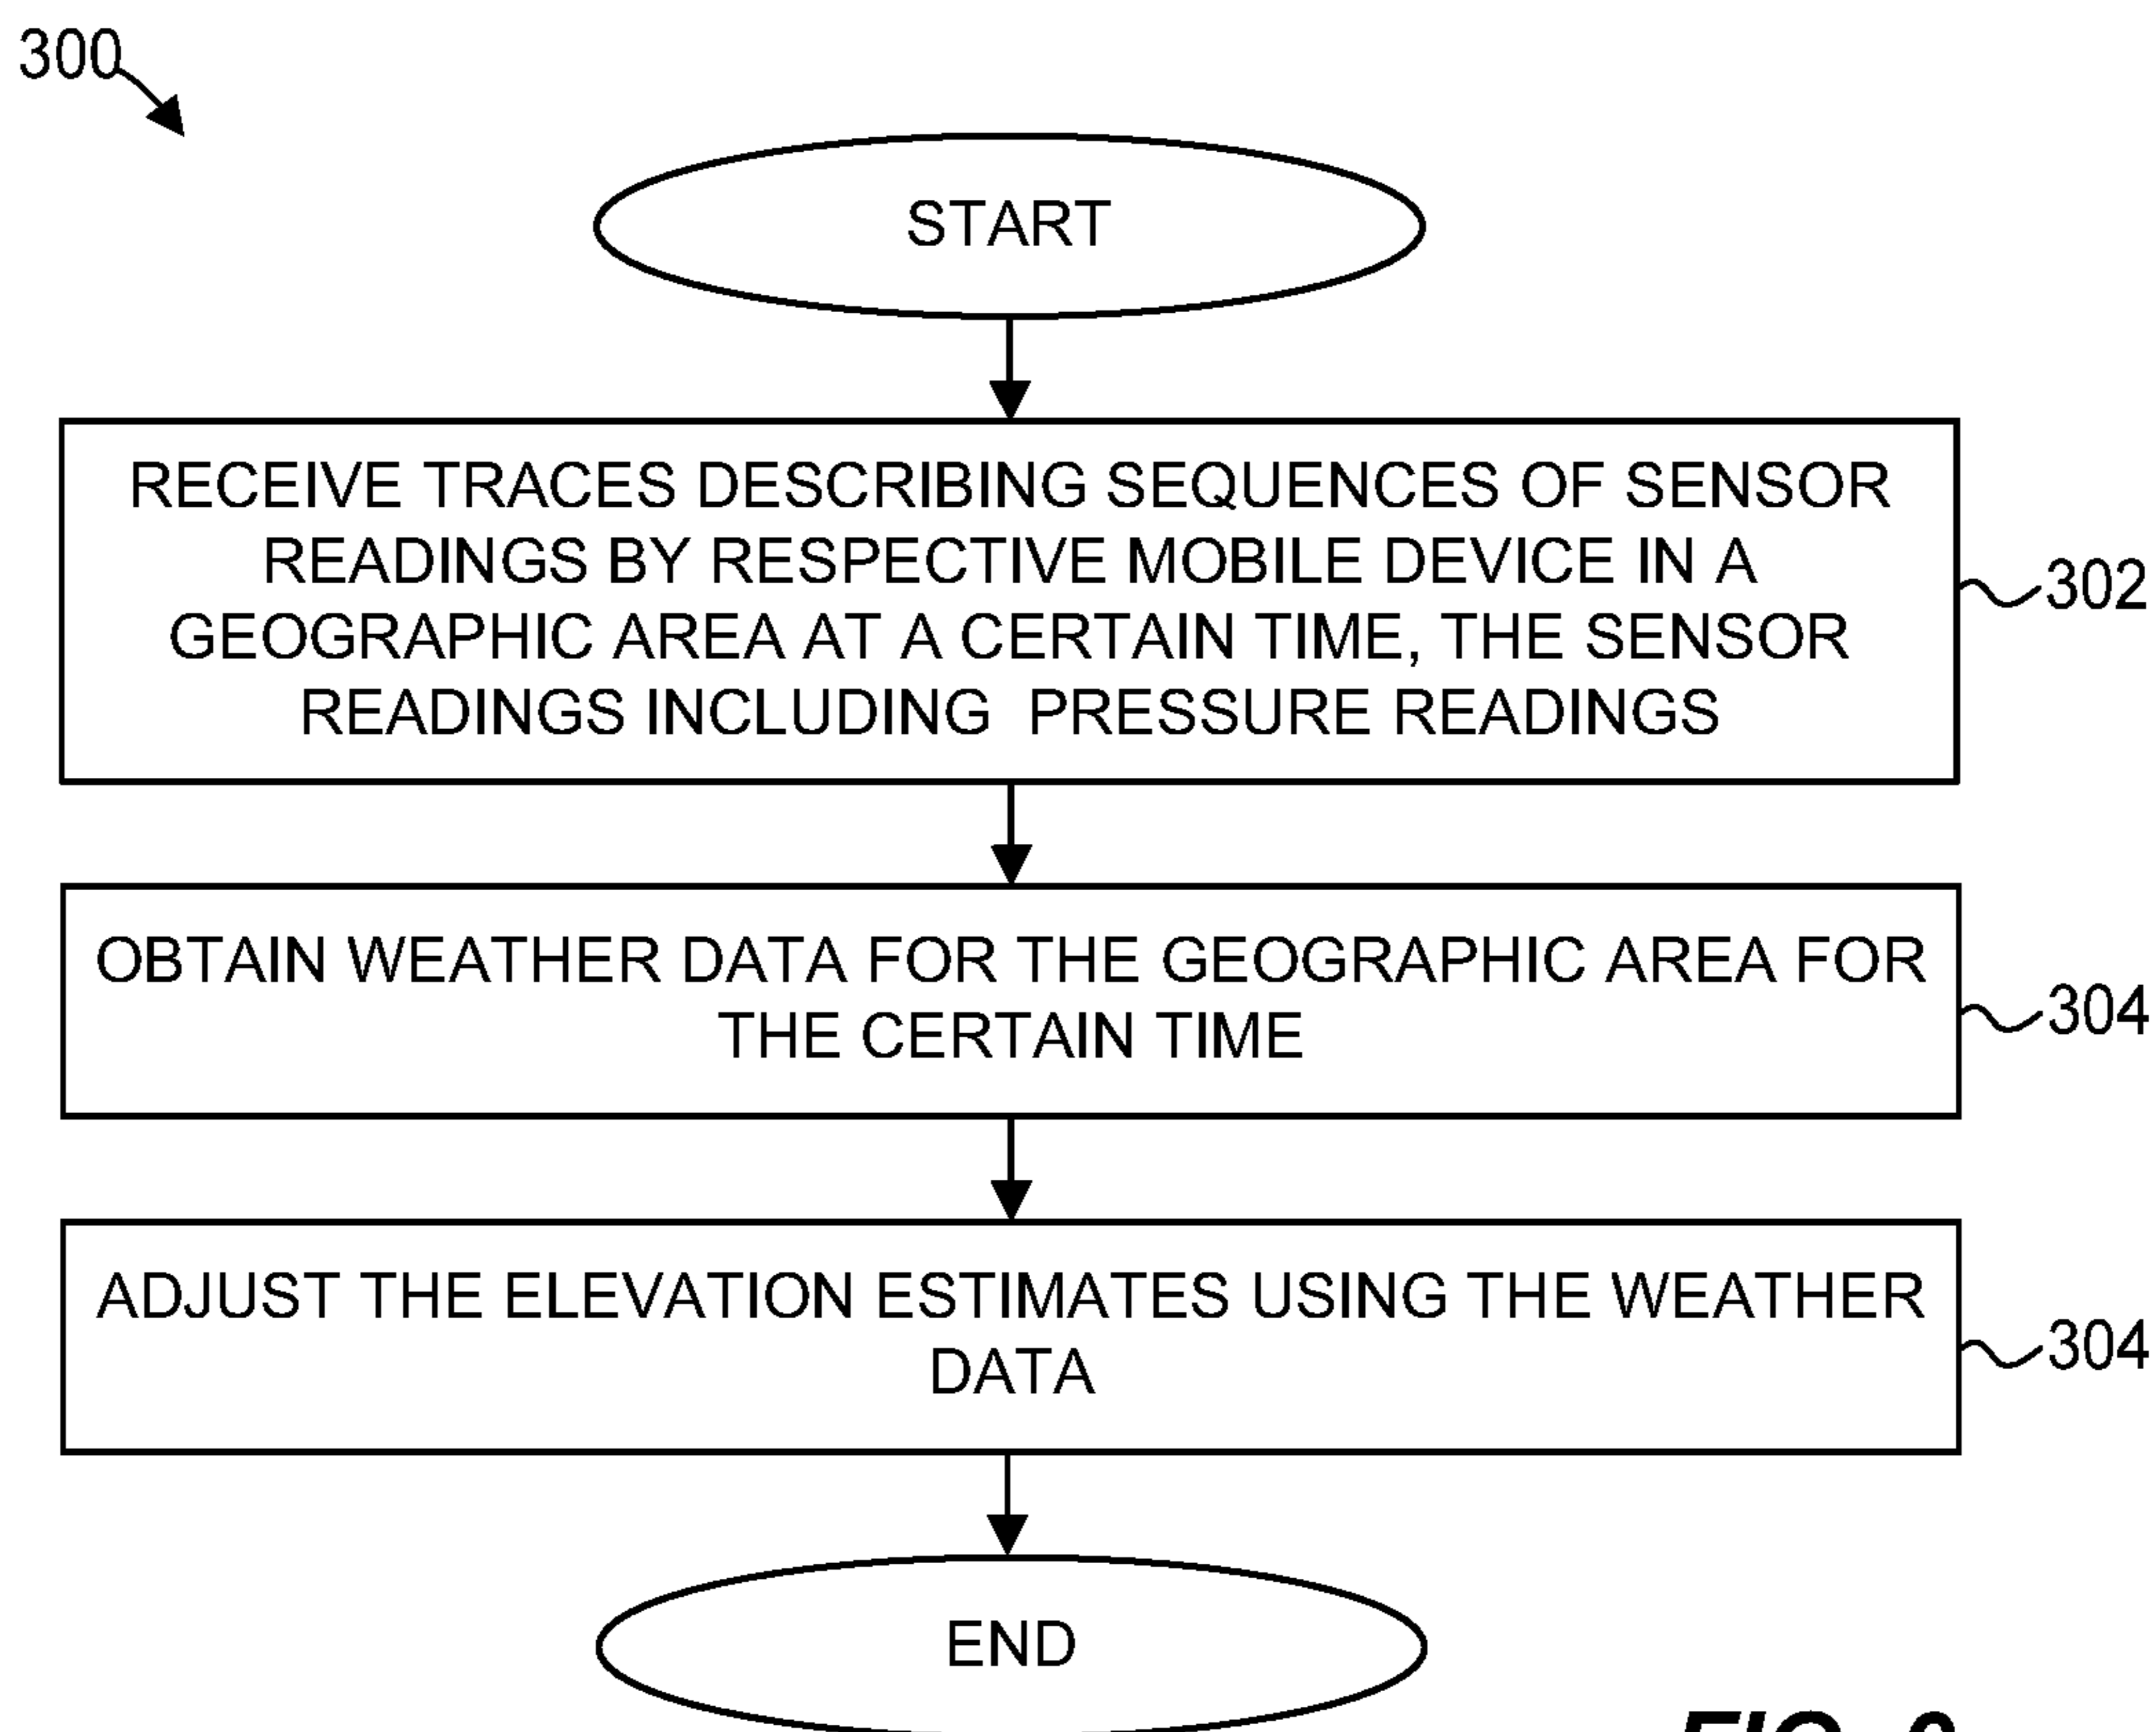 300
START
RECEIVE TRACES DESCRIBING SEQUENCES OF SENSOR
READINGS BY RESPECTIVE MOBILE DEVICE IN A
GEOGRAPHIC AREA AT A CERTAIN TIME, THE SENSOR
READINGS INCLUDING PRESSURE READINGS
302
OBTAIN WEATHER DATA FOR THE GEOGRAPHIC AREA FOR
THE CERTAIN TIME
304
ADJUST THE ELEVATION ESTIMATES USING THE WEATHER
DATA
304
END
FIG.